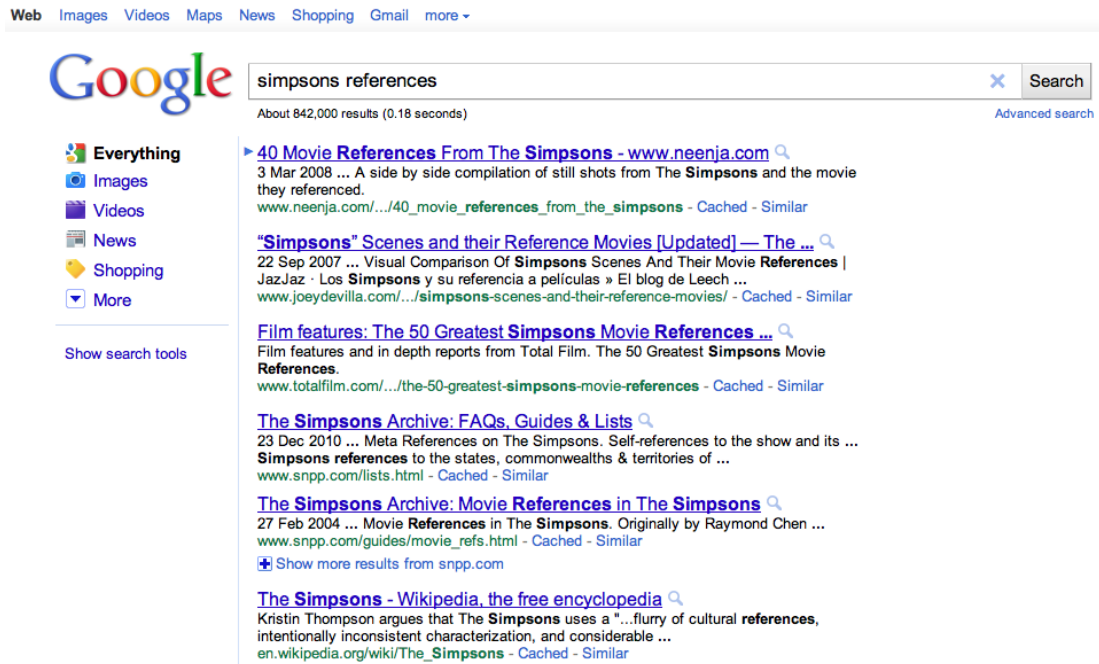 Web Images Videos Maps News Shopping Gmail more
Google
simpsons references
Search
About 842,000 results (0.18 seconds)
Advanced search
Everything
Images
Videos
News
Shopping
More
Show search tools
40 Movie References From The Simpsons - www.neenja.com
3 Mar 2008 ... A side by side compilation of still shots from The Simpsons and the movie
they referenced.
www.neenja.com/.../40_movie_references_from_the_simpsons - Cached - Similar
“Simpsons” Scenes and their Reference Movies [Updated] — The ...
22 Sep 2007 ... Visual Comparison Of Simpsons Scenes And Their Movie References |
JazJaz · Los Simpsons y su referencia a películas » El blog de Leech ...
www.joeydevilla.com/.../simpsons-scenes-and-their-reference-movies/ - Cached - Similar
Film features: The 50 Greatest Simpsons Movie References ...
Film features and in depth reports from Total Film. The 50 Greatest Simpsons Movie
References.
www.totalfilm.com/.../the-50-greatest-simpsons-movie-references - Cached - Similar
The Simpsons Archive: FAQs, Guides & Lists
23 Dec 2010 ... Meta References on The Simpsons. Self-references to the show and its ...
Simpsons references to the states, commonwealths & territories of ...
www.snpp.com/lists.html - Cached - Similar
The Simpsons Archive: Movie References in The Simpsons
27 Feb 2004 ... Movie References in The Simpsons. Originally by Raymond Chen ...
www.snpp.com/guides/movie_refs.html - Cached - Similar
Show more results from snpp.com
The Simpsons - Wikipedia, the free encyclopedia
Kristin Thompson argues that The Simpsons uses a "...flurry of cultural references,
intentionally inconsistent characterization, and considerable ...
en.wikipedia.org/wiki/The_Simpsons - Cached - Similar